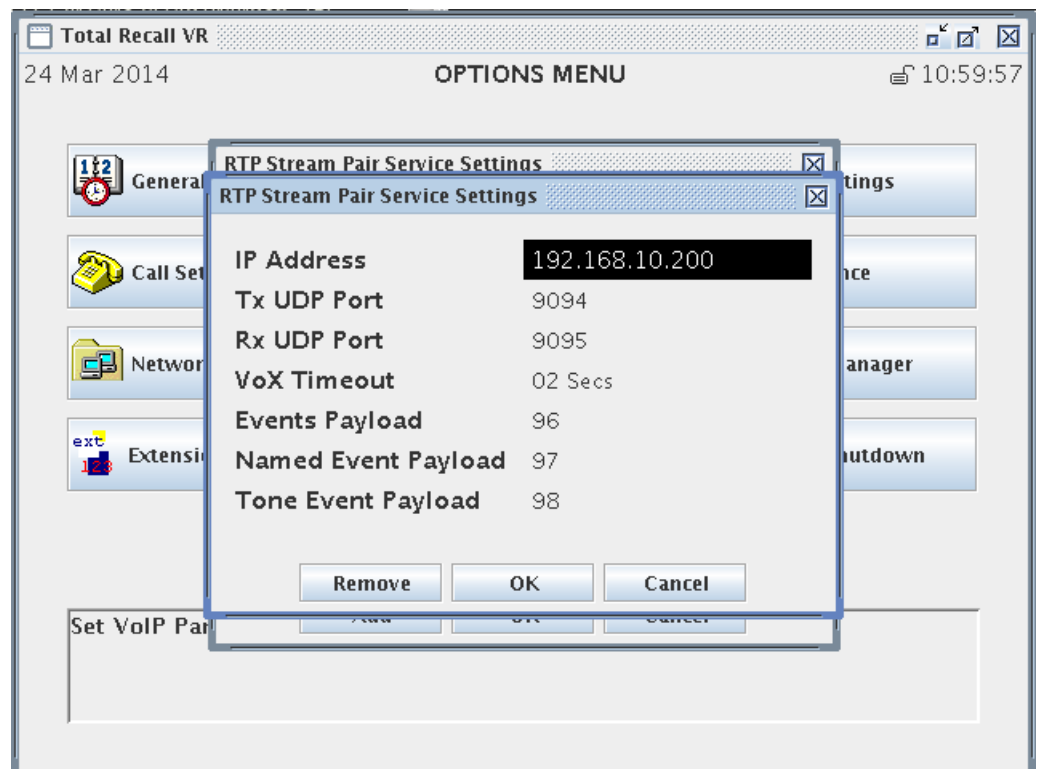 Total Recall VR
24 Mar 2014 OPTIONS MENU 10:59:57
RTP Stream Pair Service Settings
RTP Stream Pair Service Settings
General
tings
IP Address 192.168.10.200
Call Set
nce
Tx UDP Port 9094
Rx UDP Port 9095
Networ
anager
VoX Timeout 02 Secs
Events Payload 96
ext
123
Extensi
utdown
Named Event Payload 97
Tone Event Payload 98
Remove OK Cancel
Set VoIP Par
Add OK Cancel